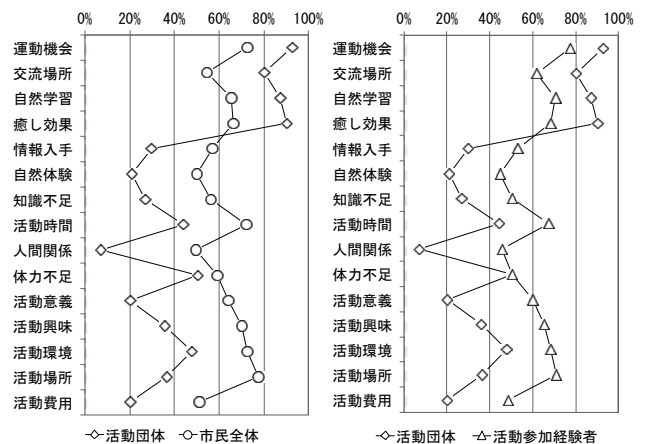 0% 20% 40% 60% 80% 100%
運動機会
交流場所
自然学習
癒し効果
情報入手
自然体験
知識不足
活動時間
人間関係
体力不足
活動意義
活動興味
活動環境
活動場所
活動費用
活動団体 市民全体
0% 20% 40% 60% 80% 100%
運動機会
交流場所
自然学習
癒し効果
情報入手
自然体験
知識不足
活動時間
人間関係
体力不足
活動意義
活動興味
活動環境
活動場所
活動費用
活動団体 活動参加経験者